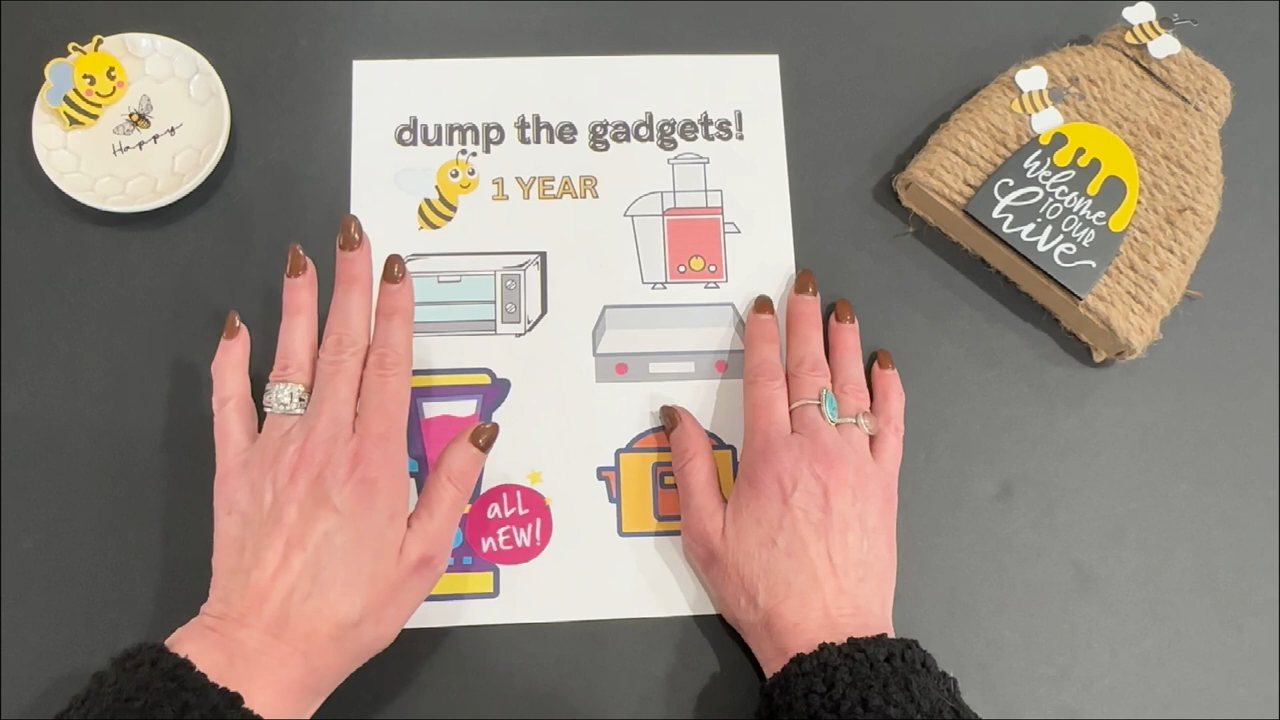 Happy
dump the gadgets!
1 YEAR
aLL
nEW!
Welcome
TO OUR
hive